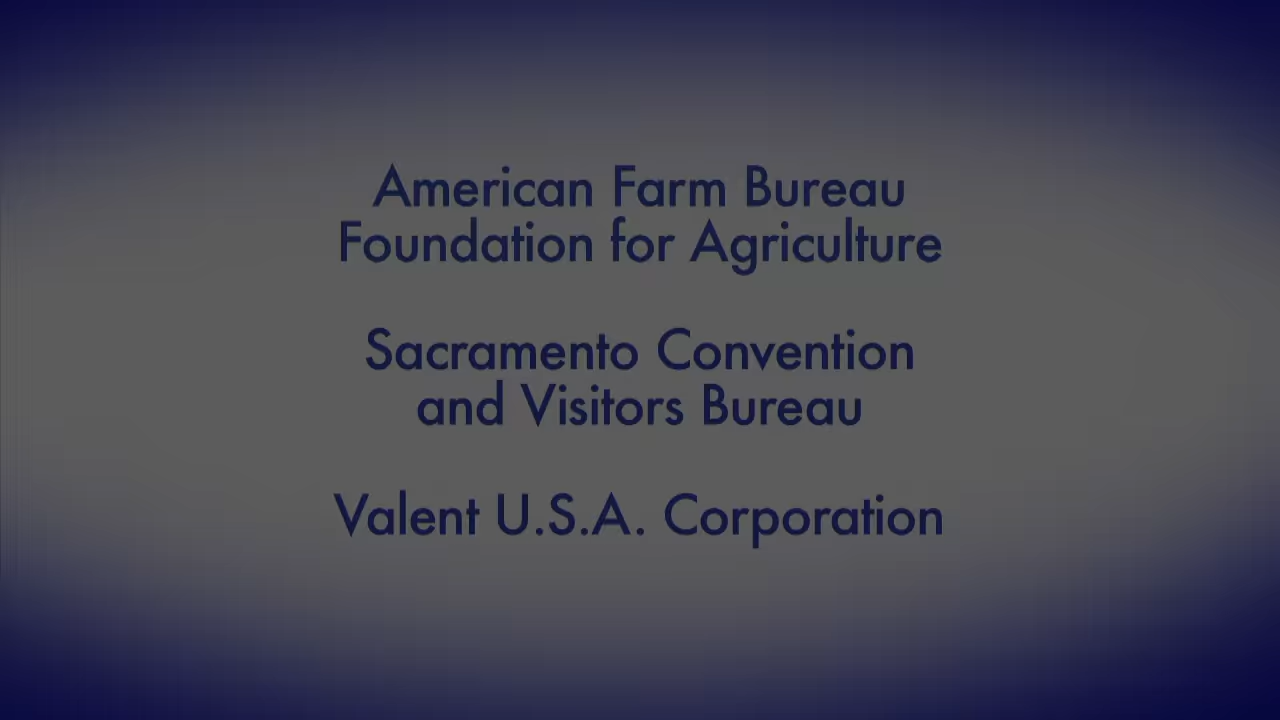 American Farm Bureau
Foundation for Agriculture
Sacramento Convention
and Visitors Bureau
Valent U.S.A. Corporation